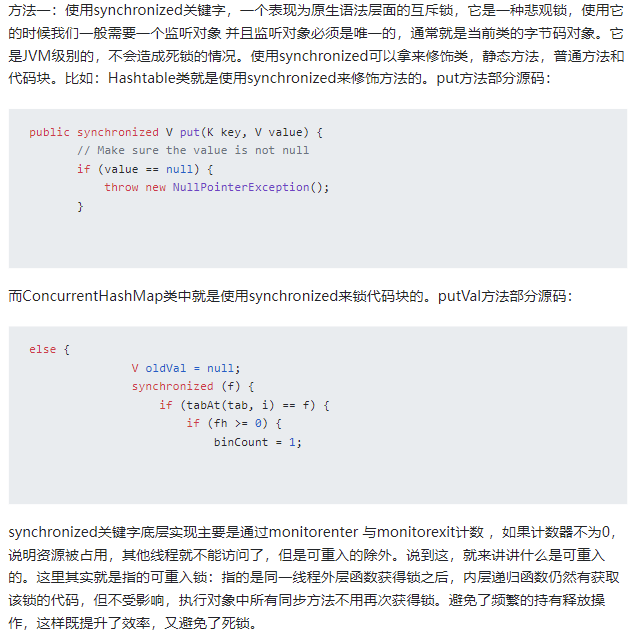 方法一：使用synchronized关键字，一个表现为原生语法层面的互斥锁，它是一种悲观锁，使用它
的时候我们一般需要一个监听对象 并且监听对象必须是唯一的，通常就是当前类的字节码对象。它
是JVM级别的，不会造成死锁的情况。使用synchronized可以拿来修饰类，静态方法，普通方法和
代码块。比如：Hashtable类就是使用synchronized来修饰方法的。put方法部分源码：
public synchronized V put(K key, V value) {
// Make sure the value is not null
if (value == null) {
throw new NullPointerException();
}
而ConcurrentHashMap类中就是使用synchronized来锁代码块的。putVal方法部分源码：
else {
V oldVal = null;
synchronized (f) {
if (tabAt(tab, i) == f) {
if (fh >= 0) {
binCount = 1;
synchronized关键字底层实现主要是通过monitorenter 与monitorexit计数 ，如果计数器不为0，
说明资源被占用，其他线程就不能访问了，但是可重入的除外。说到这，就来讲讲什么是可重入
的。这里其实就是指的可重入锁：指的是同一线程外层函数获得锁之后，内层递归函数仍然有获取
该锁的代码，但不受影响，执行对象中所有同步方法不用再次获得锁。避免了频繁的持有释放操
作，这样既提升了效率，又避免了死锁。